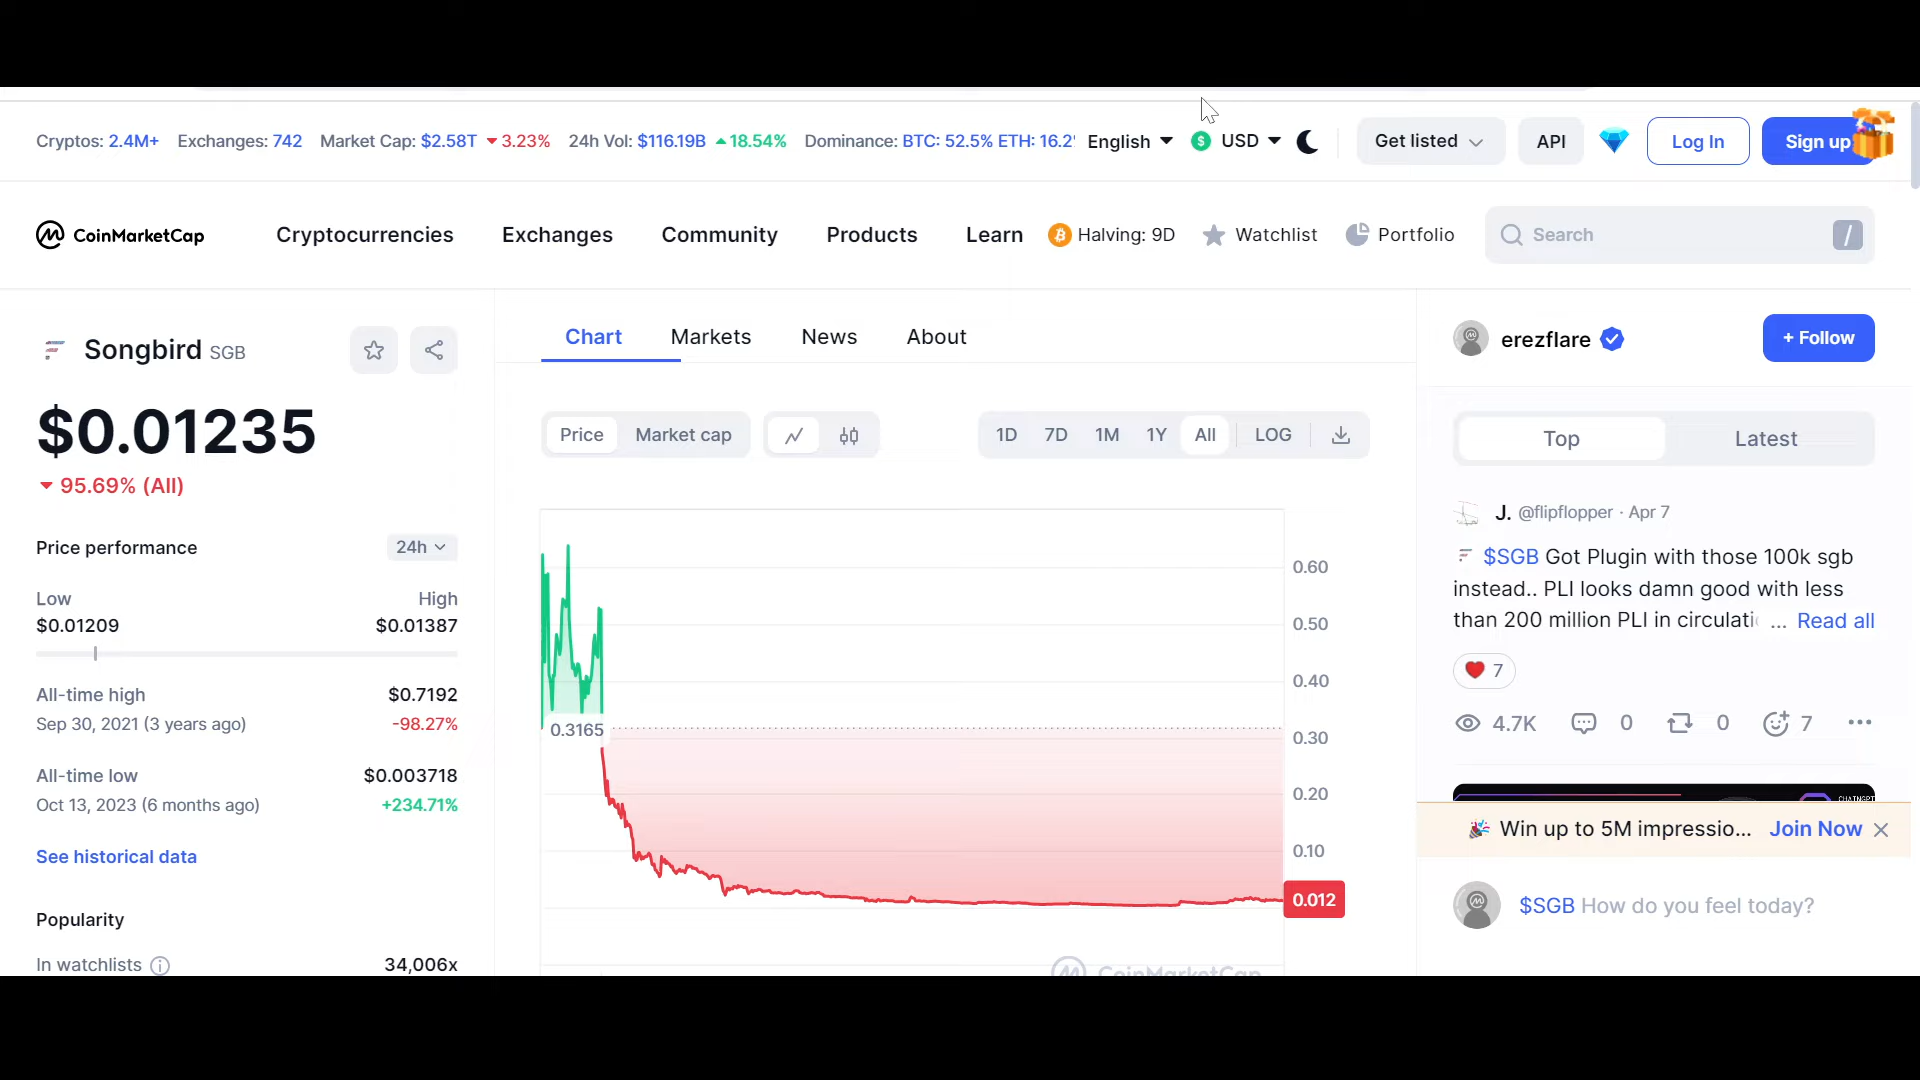 Cryptos: 2.4M+ Exchanges: 742 Market Cap: $2.58T 3.23% 24h Vol: $116.19B 18.54% Dominance: BTC: 52.5% ETH: 16.2 English USD Get listed API Log In Sign up
CoinMarketCap Cryptocurrencies Exchanges Community Products Learn Halving: 9D Watchlist Portfolio Search /
Songbird SGB
$0.01235
95.69% (All)
Price performance 24h
Low High
$0.01209 $0.01387
All-time high $0.7192
Sep 30, 2021 (3 years ago) -98.27%
All-time low $0.003718
Oct 13, 2023 (6 months ago) +234.71%
See historical data
Popularity
In watchlists 34,006x
Chart Markets News About
Price Market cap 1D 7D 1M 1Y All LOG
0.60
0.50
0.40
0.3165
0.30
0.20
0.10
0.012
CoinMarketCap
erezflare + Follow
Top Latest
J. @flipflopper · Apr 7
$SGB Got Plugin with those 100k sgb
instead.. PLI looks damn good with less
than 200 million PLI in circulati ... Read all
7
4.7K 0 0 7
CHATNGPT
Win up to 5M impressio... Join Now
$SGB How do you feel today?